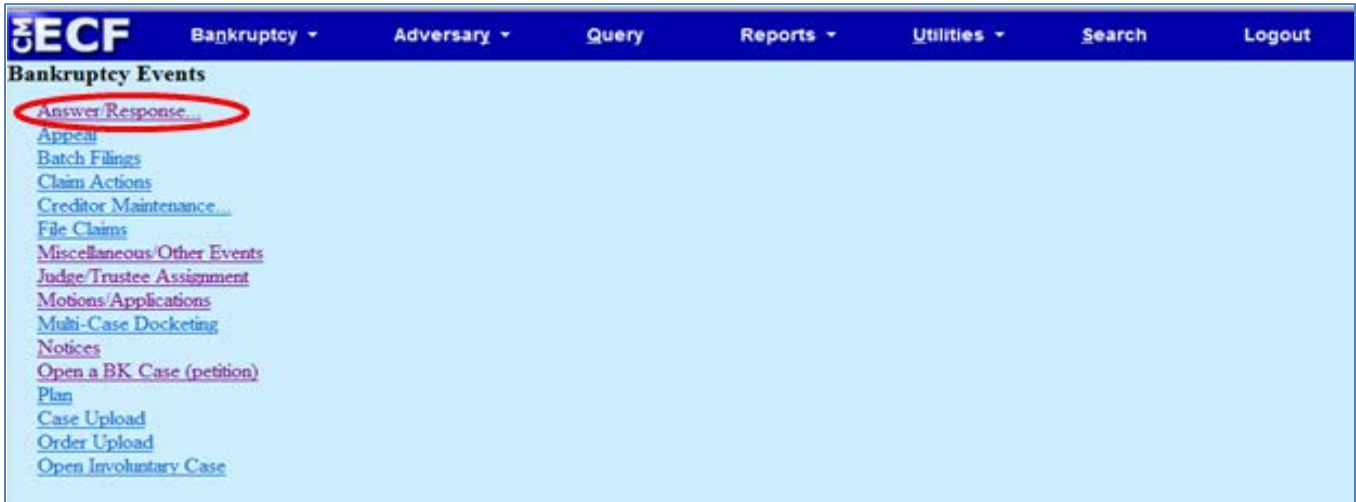 CM ECF Bankruptcy Adversary Query Reports Utilities Search Logout
Bankruptcy Events
Answer/Response...
Appeal
Batch Filings
Claim Actions
Creditor Maintenance...
File Claims
Miscellaneous/Other Events
Judge/Trustee Assignment
Motions/Applications
Multi-Case Docketing
Notices
Open a BK Case (petition)
Plan
Case Upload
Order Upload
Open Involuntary Case